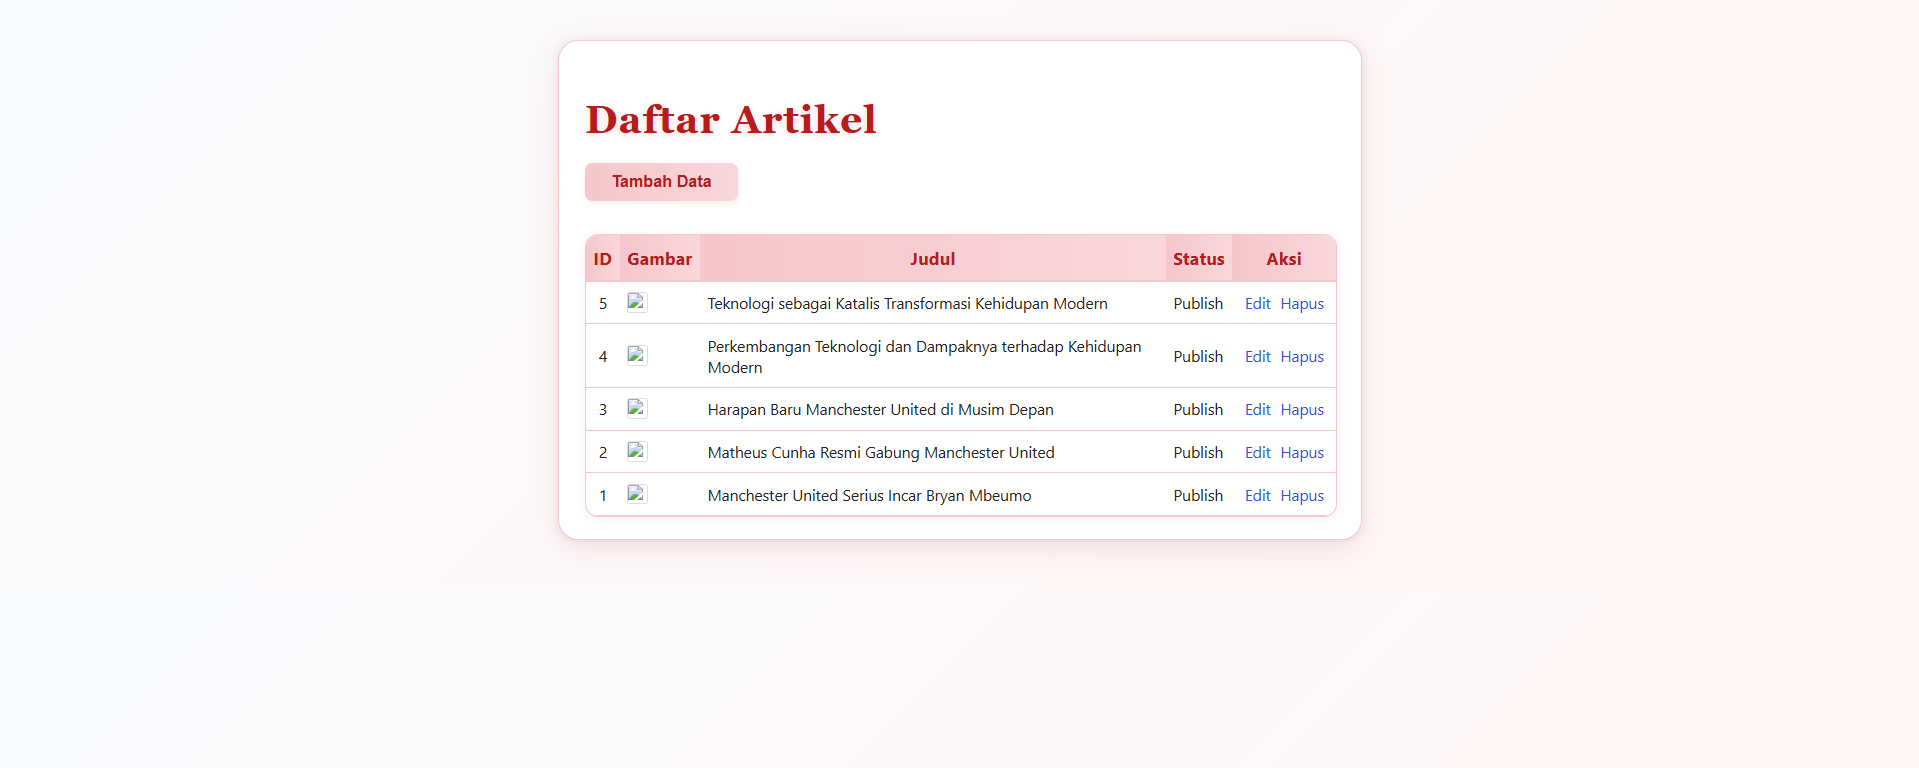 Daftar Artikel
Tambah Data
ID Gambar Judul Status Aksi
5 Teknologi sebagai Katalis Transformasi Kehidupan Modern Publish Edit Hapus
4 Perkembangan Teknologi dan Dampaknya terhadap Kehidupan Publish Edit Hapus
Modern
3 Harapan Baru Manchester United di Musim Depan Publish Edit Hapus
2 Matheus Cunha Resmi Gabung Manchester United Publish Edit Hapus
1 Manchester United Serius Incar Bryan Mbeumo Publish Edit Hapus